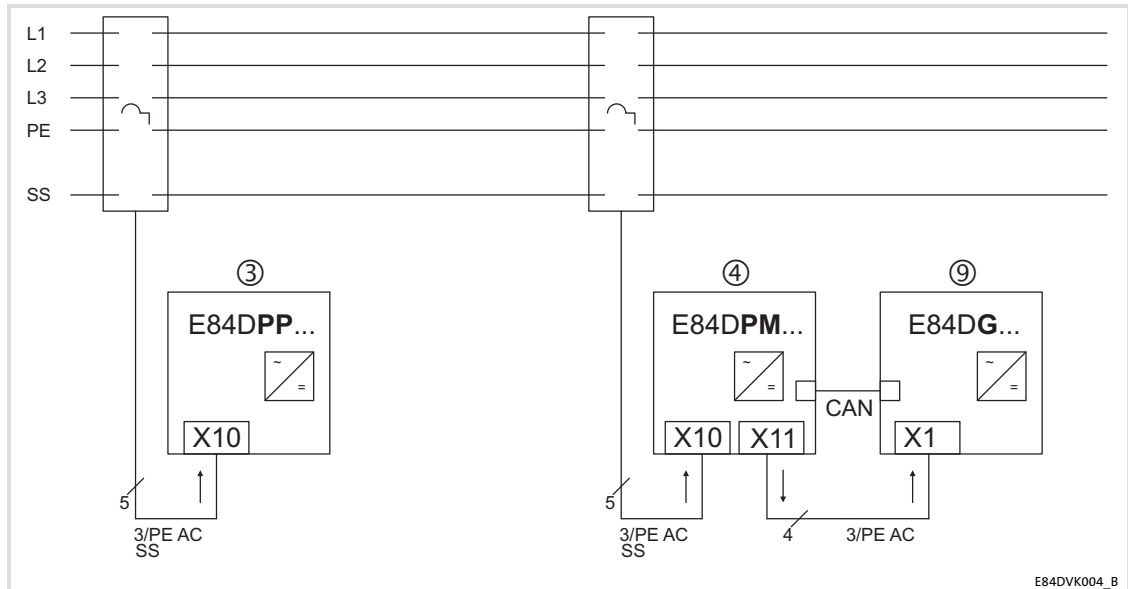 L1
L2
L3
PE
SS
③
④
⑨
E84DPP...
E84DPM...
E84DG...
~
=
~
=
~
=
CAN
X10
X10
X11
X1
5
5
4
3/PE AC
SS
3/PE AC
SS
3/PE AC
E84DVK004_B